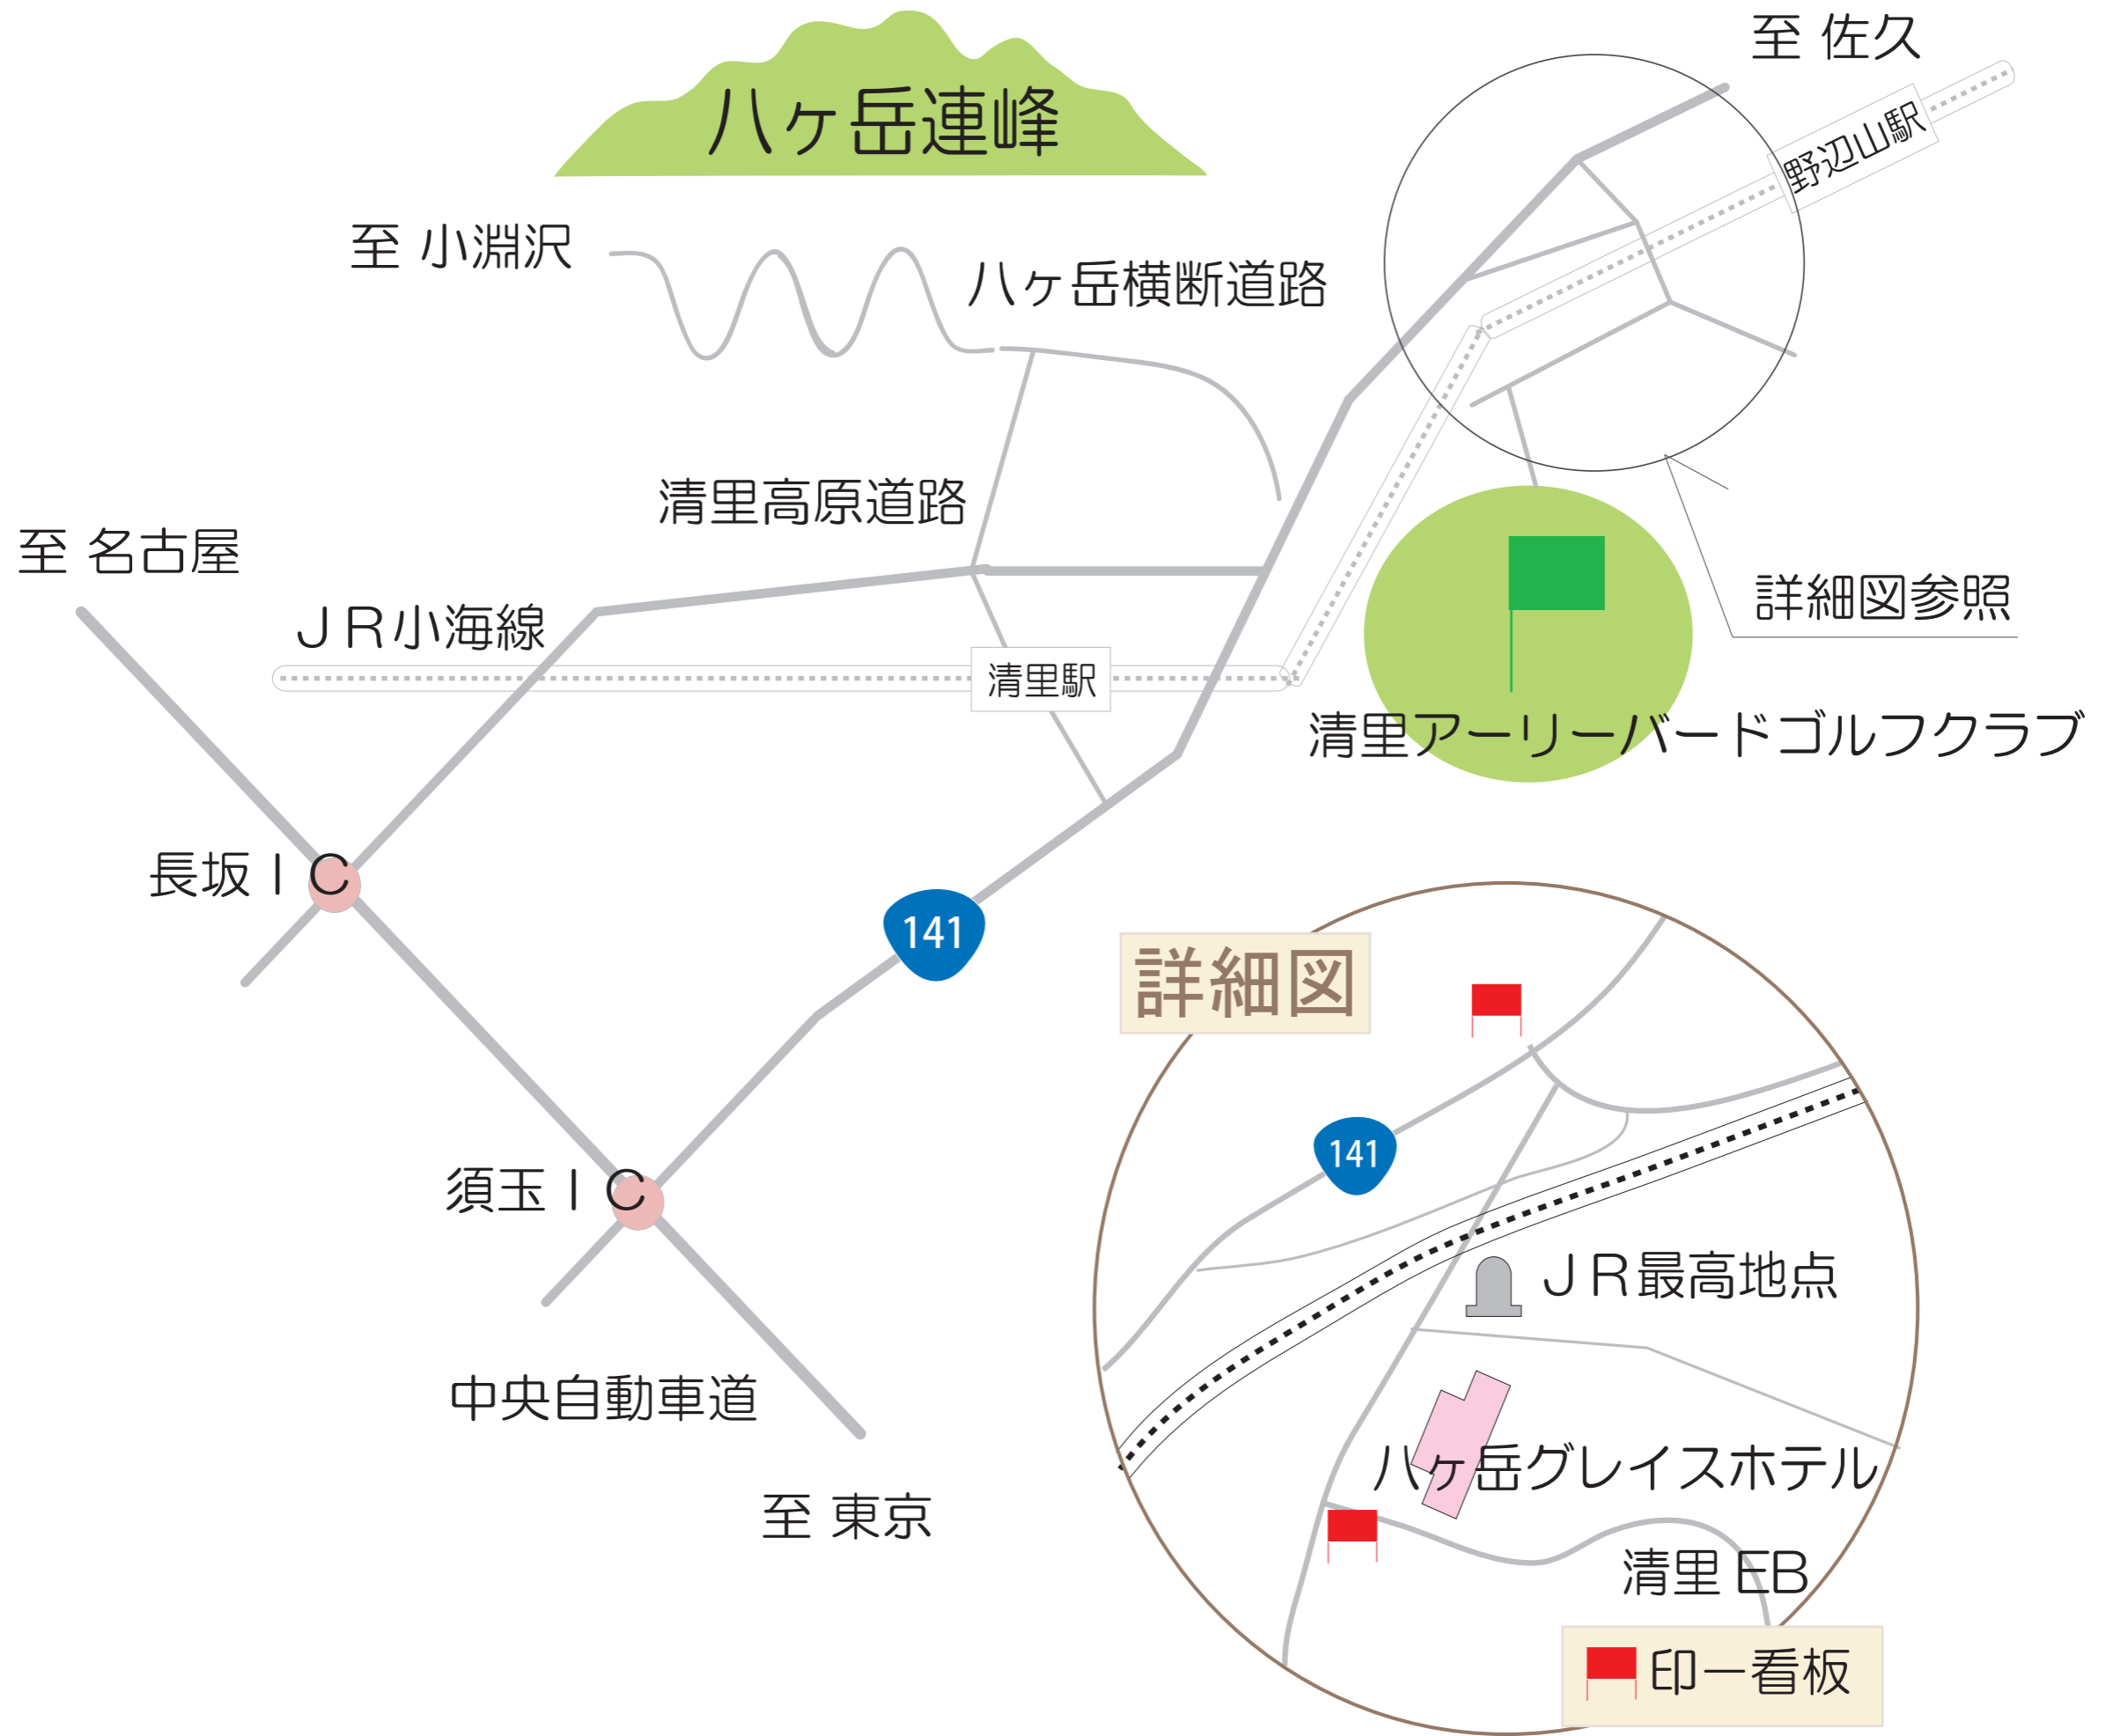 至 佐久
八ヶ岳連峰
野辺山駅
至 小淵沢
八ヶ岳横断道路
清里高原道路
至 名古屋
詳細図参照
JR小海線
清里駅
清里アーリーバードゴルフクラブ
長坂IC
141
詳細図
141
須玉IC
JR最高地点
中央自動車道
八ヶ岳グレイスホテル
至 東京
清里 EB
印ー看板